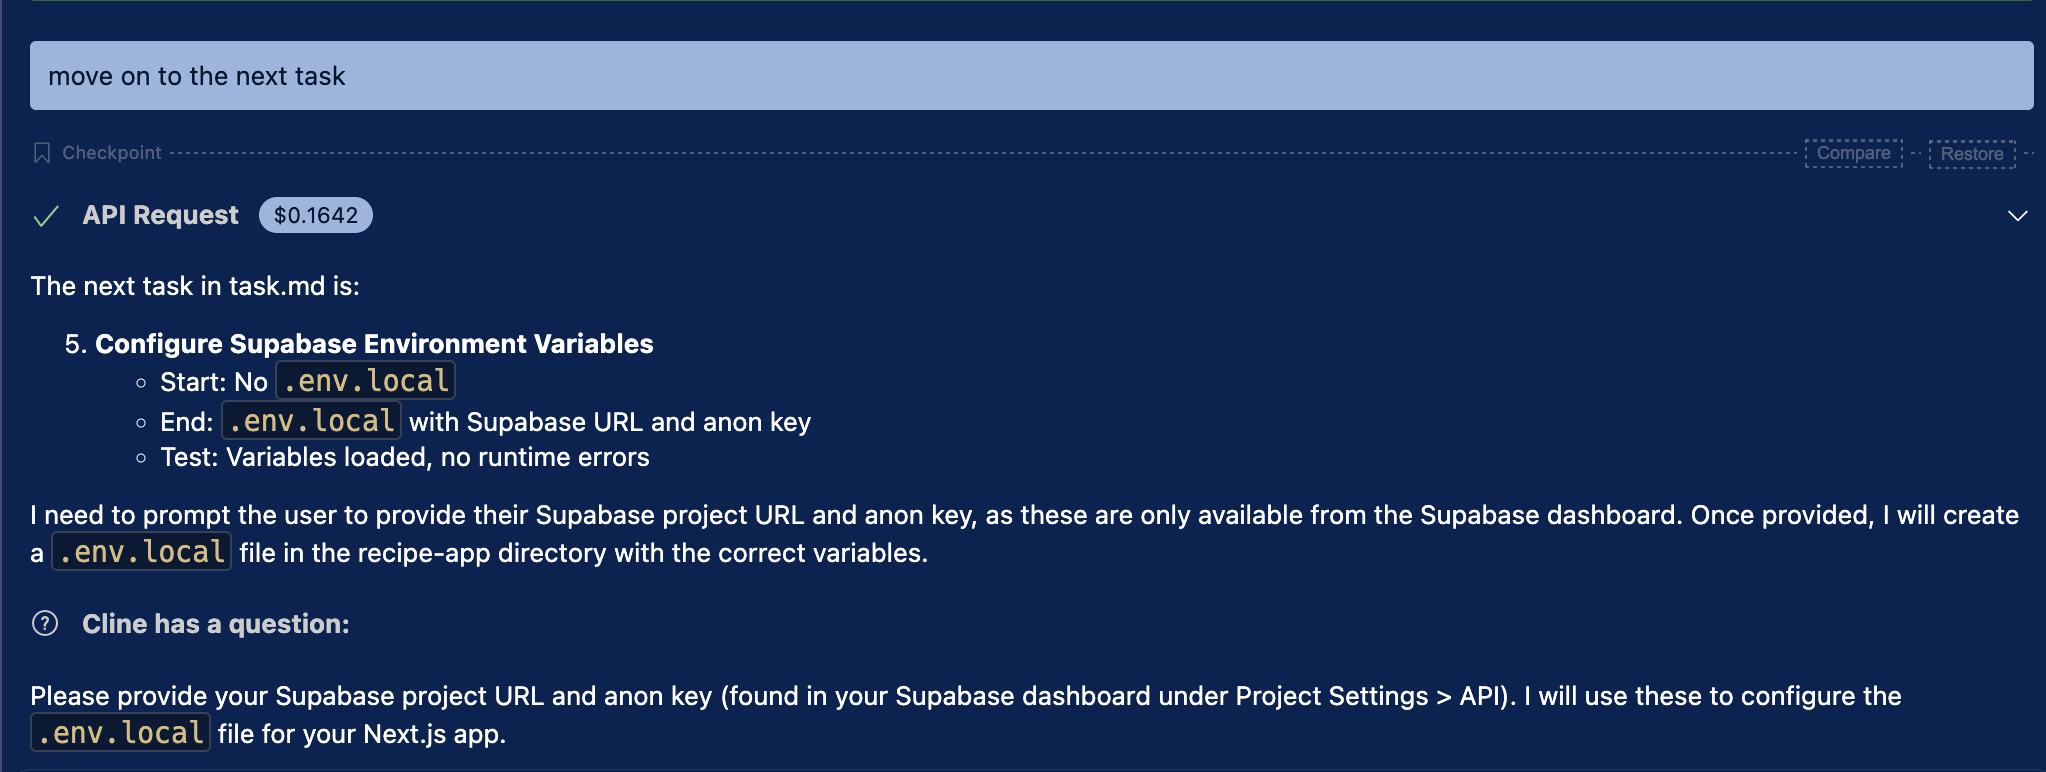 move on to the next task
Checkpoint
Compare
Restore
API Request $0.1642
The next task in task.md is:
5. Configure Supabase Environment Variables
Start: No .env.local
End: .env.local with Supabase URL and anon key
Test: Variables loaded, no runtime errors
I need to prompt the user to provide their Supabase project URL and anon key, as these are only available from the Supabase dashboard. Once provided, I will create
a .env.local file in the recipe-app directory with the correct variables.
Cline has a question:
Please provide your Supabase project URL and anon key (found in your Supabase dashboard under Project Settings > API). I will use these to configure the
.env.local file for your Next.js app.